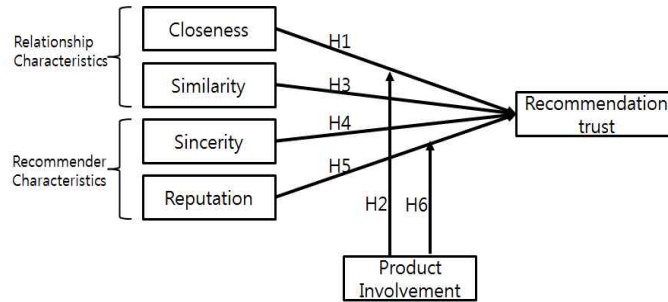 Relationship
Characteristics
Closeness
Similarity
Recommender
Characteristics
Sincerity
Reputation
H1
H3
H4
H5
H2
H6
Recommendation
trust
Product
Involvement